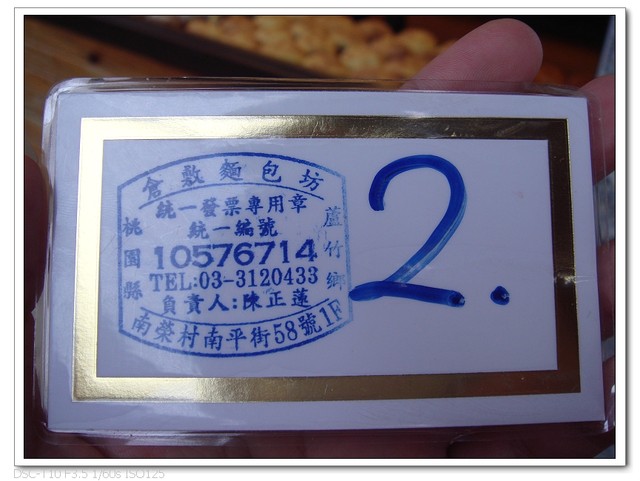 倉敷麵包坊
統一發票專用章
統一編號
10576714
TEL:03-3120433
負責人:陳正蓮
桃園縣
蘆竹鄉
南榮村南平街58號1F
2.
DSC-T10 F3.5 1/60s ISO125